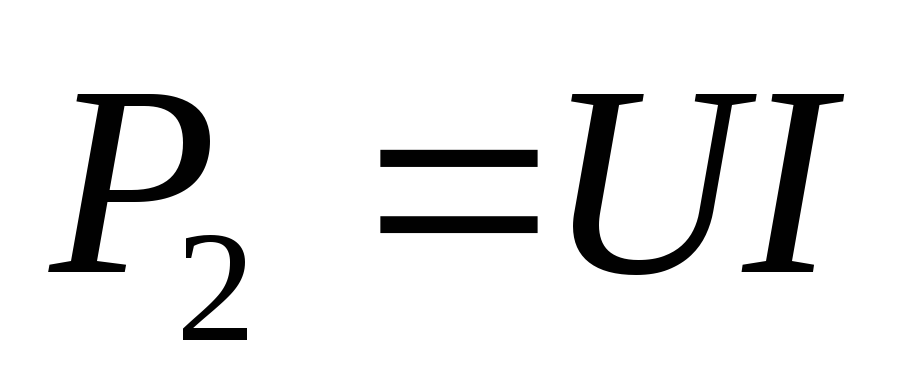 P₂ = UI